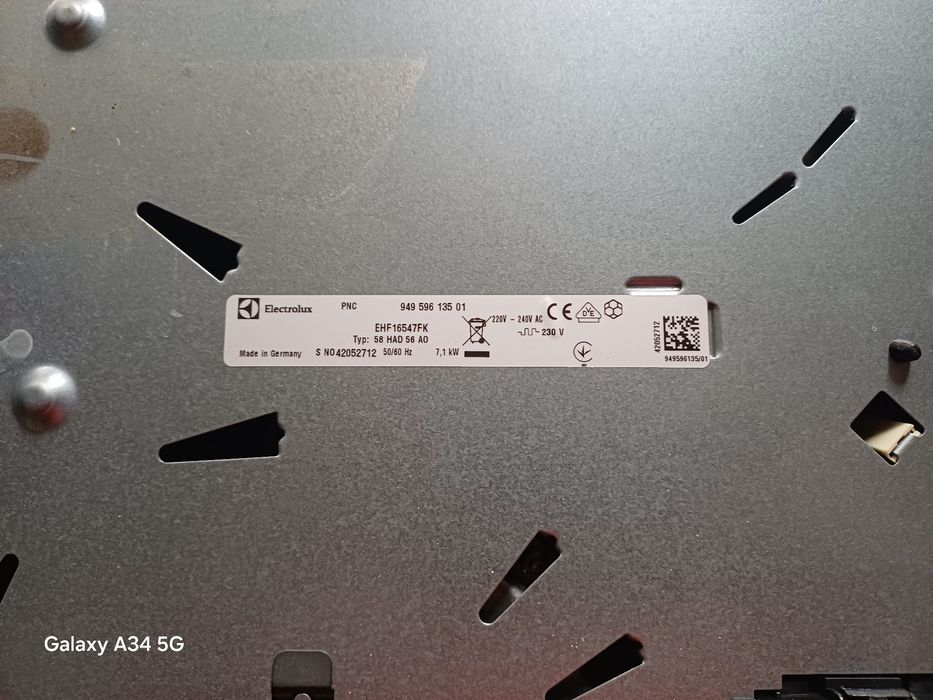 Electrolux PNC 949 596 135 01
EHF16547FK 220V - 240V AC CE
Typ: 58 HAD 56 AO 230 V
Made in Germany S NO 42052712 50/60 Hz 7,1 kW
42052712
949596135/01
Galaxy A34 5G